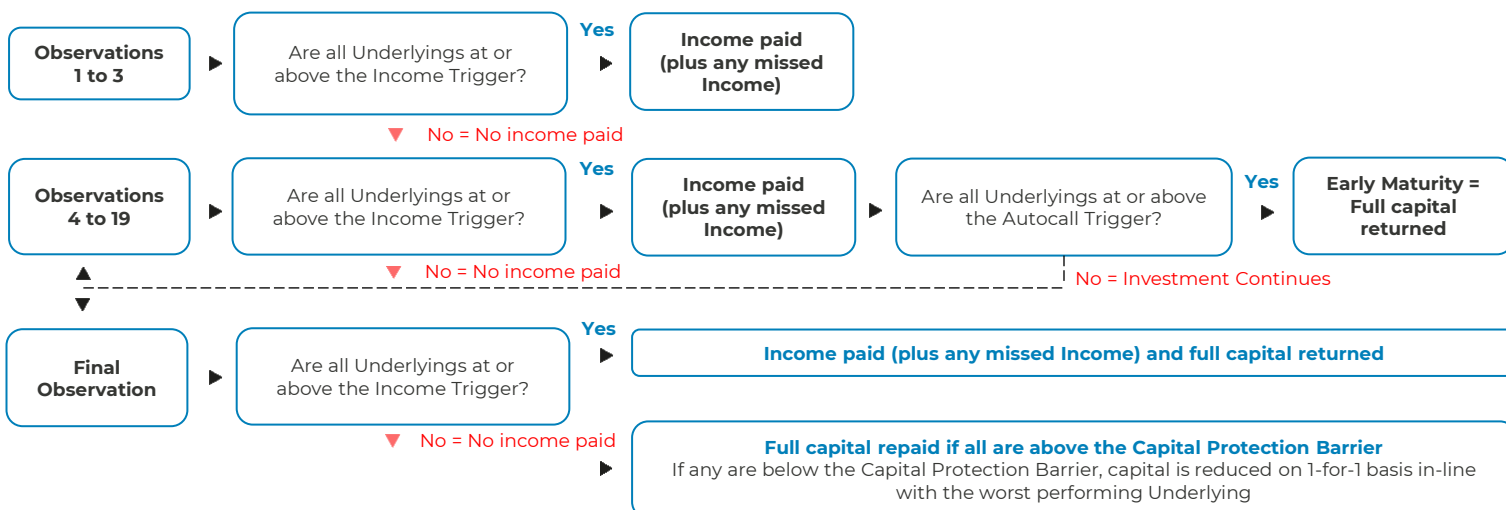 Observations
1 to 3
Are all Underlyings at or
above the Income Trigger?
Yes
Income paid
(plus any missed
Income)
No = No income paid
Observations
4 to 19
Are all Underlyings at or
above the Income Trigger?
Yes
Income paid
(plus any missed
Income)
Are all Underlyings at or above
the Autocall Trigger?
Yes
Early Maturity =
Full capital
returned
No = No income paid
No = Investment Continues
Final
Observation
Are all Underlyings at or
above the Income Trigger?
Yes
Income paid (plus any missed Income) and full capital returned
No = No income paid
Full capital repaid if all are above the Capital Protection Barrier
If any are below the Capital Protection Barrier, capital is reduced on 1-for-1 basis in-line
with the worst performing Underlying